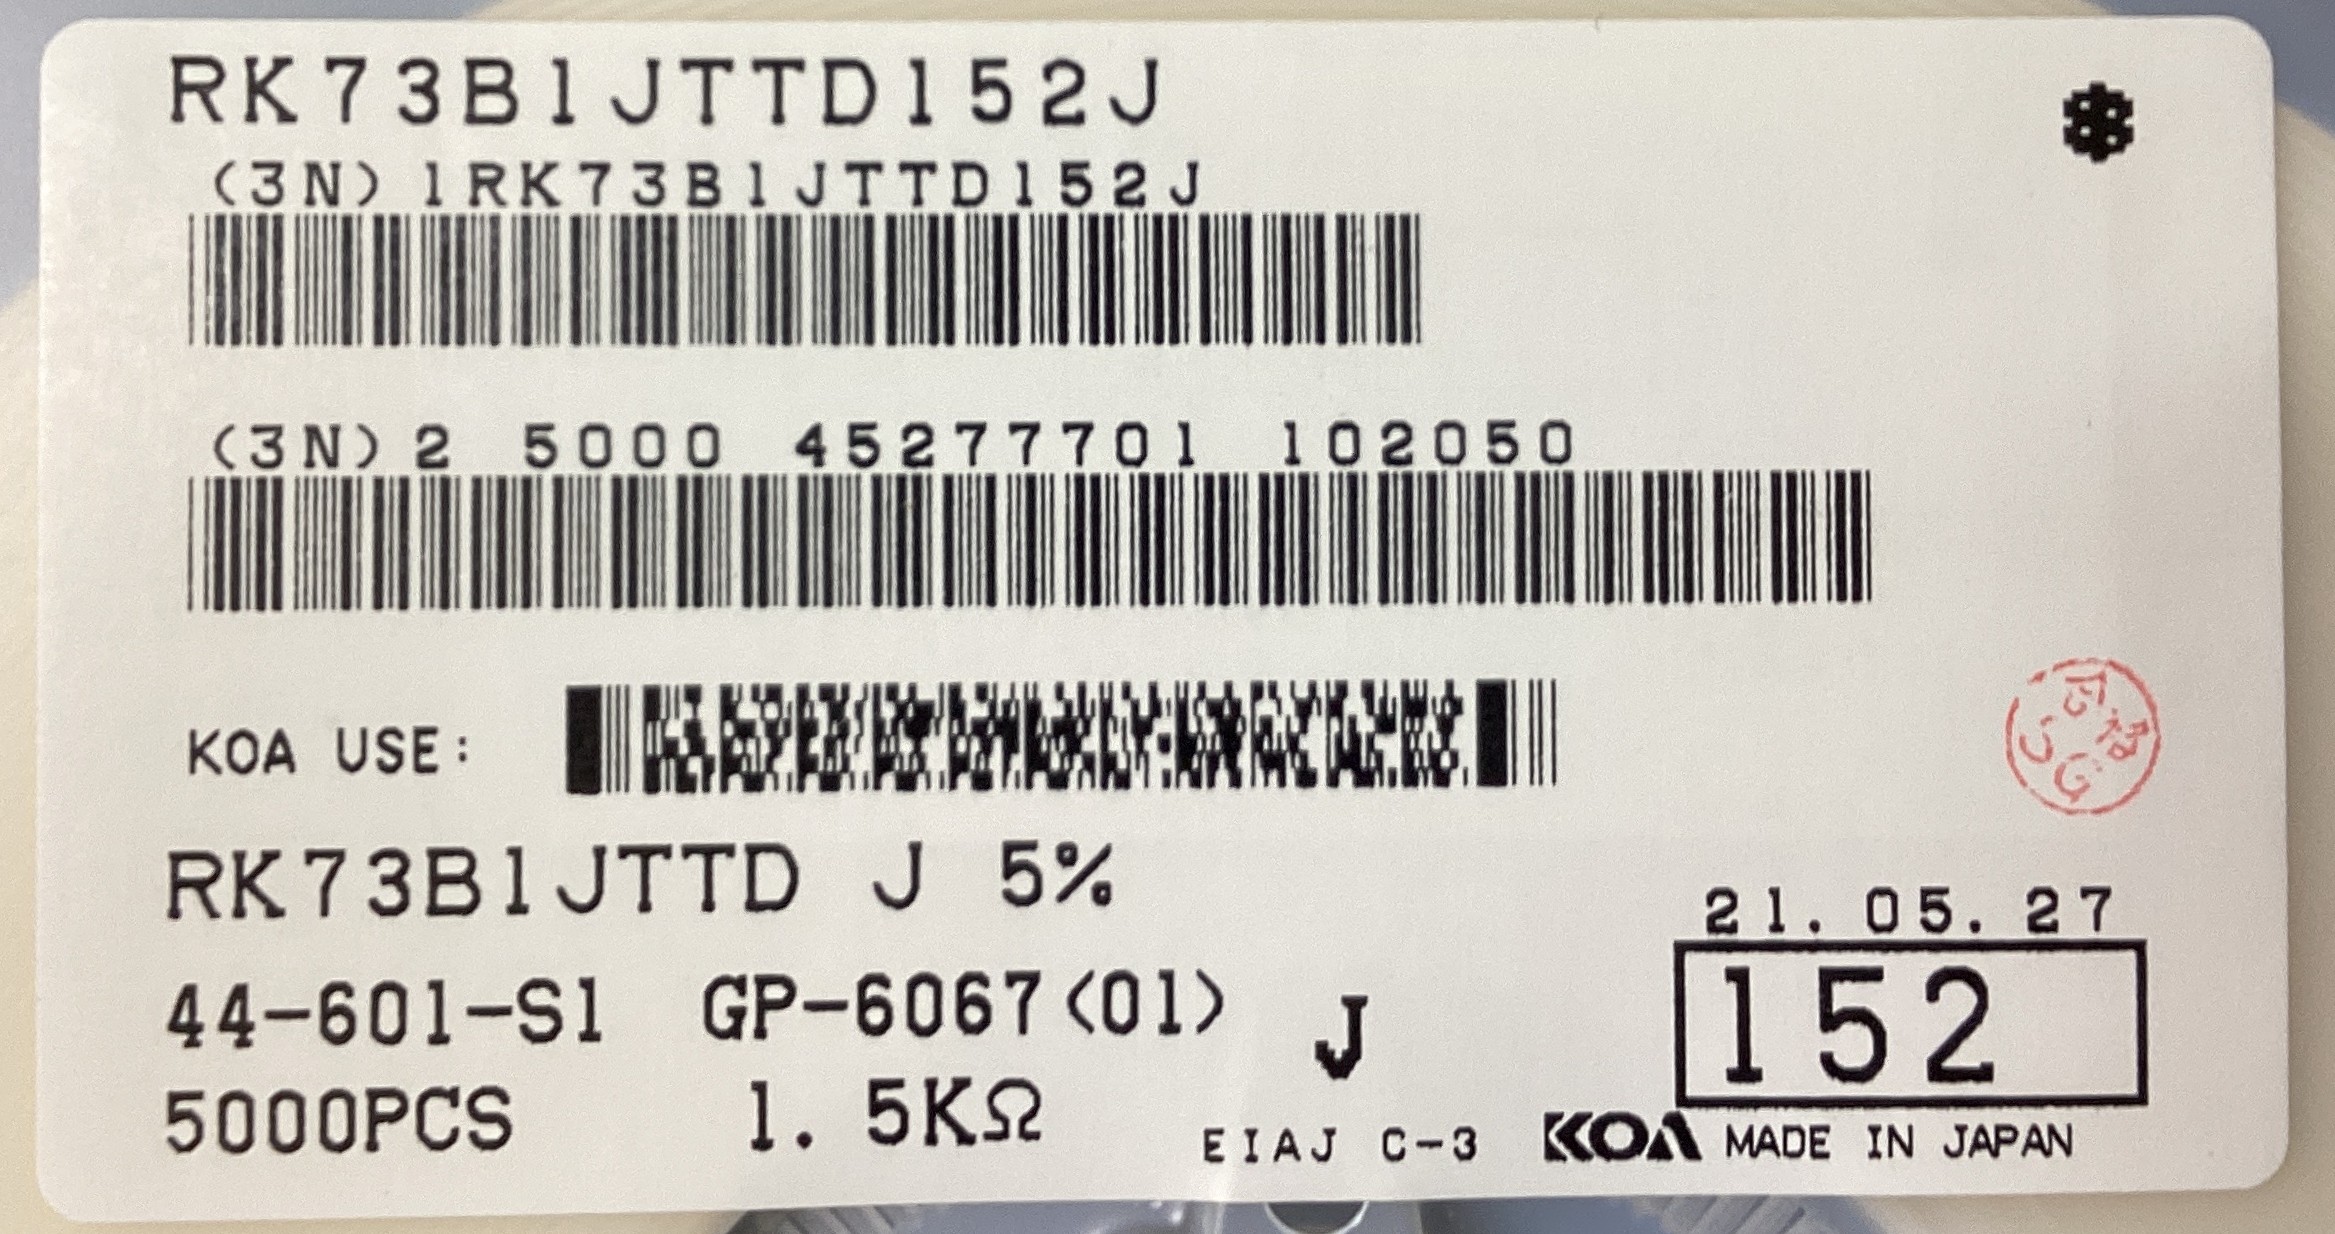 RK73B1JTTD152J
(3N)1RK73B1JTTD152J
(3N)2 5000 45277701 102050
KOA USE:
RK73B1JTTD J 5%
21.05.27
44-601-S1 GP-6067(01) J
152
5000PCS 1.5KΩ
EIAJ C-3 KOA MADE IN JAPAN